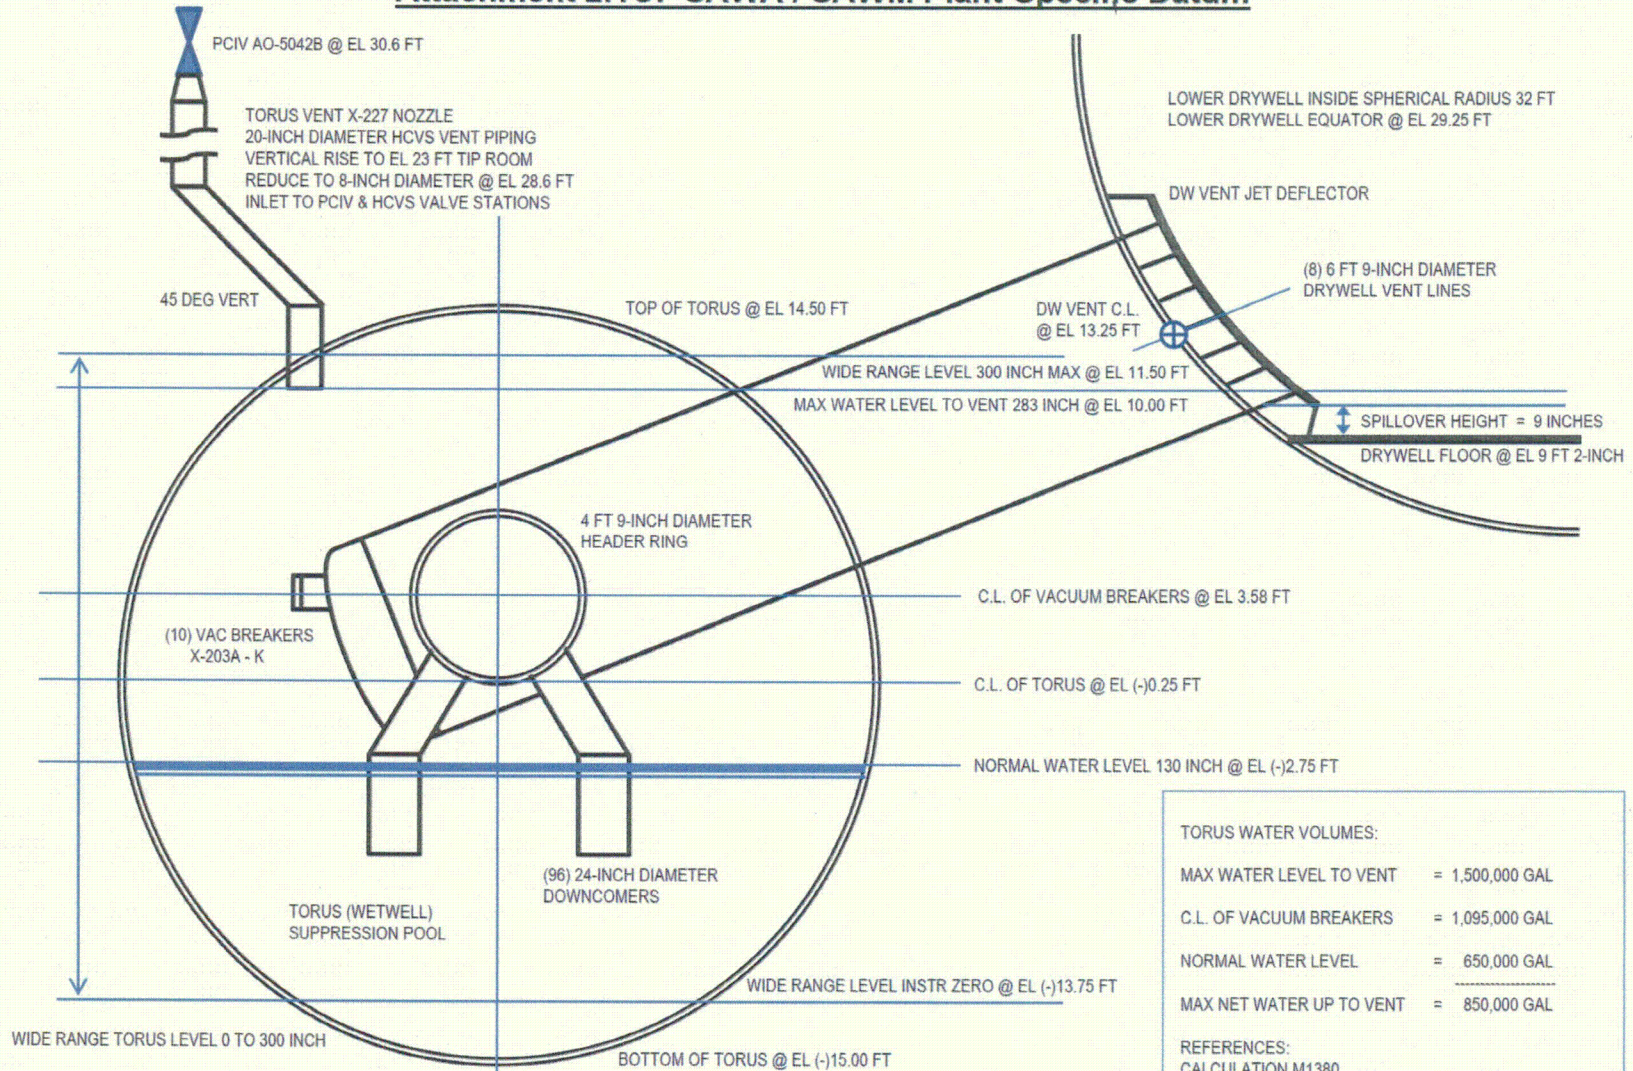 PCIV AO-5042B @ EL 30.6 FT
TORUS VENT X-227 NOZZLE
20-INCH DIAMETER HCVS VENT PIPING
VERTICAL RISE TO EL 23 FT TIP ROOM
REDUCE TO 8-INCH DIAMETER @ EL 28.6 FT
INLET TO PCIV & HCVS VALVE STATIONS
LOWER DRYWELL INSIDE SPHERICAL RADIUS 32 FT
LOWER DRYWELL EQUATOR @ EL 29.25 FT
DW VENT JET DEFLECTOR
(8) 6 FT 9-INCH DIAMETER
DRYWELL VENT LINES
45 DEG VERT
TOP OF TORUS @ EL 14.50 FT
DW VENT C.L.
@ EL 13.25 FT
WIDE RANGE LEVEL 300 INCH MAX @ EL 11.50 FT
MAX WATER LEVEL TO VENT 283 INCH @ EL 10.00 FT
SPILLOVER HEIGHT = 9 INCHES
DRYWELL FLOOR @ EL 9 FT 2-INCH
4 FT 9-INCH DIAMETER
HEADER RING
C.L. OF VACUUM BREAKERS @ EL 3.58 FT
(10) VAC BREAKERS
X-203A - K
C.L. OF TORUS @ EL (-)0.25 FT
NORMAL WATER LEVEL 130 INCH @ EL (-)2.75 FT
(96) 24-INCH DIAMETER
DOWNCOMERS
TORUS (WETWELL)
SUPPRESSION POOL
WIDE RANGE LEVEL INSTR ZERO @ EL (-)13.75 FT
WIDE RANGE TORUS LEVEL 0 TO 300 INCH
BOTTOM OF TORUS @ EL (-)15.00 FT
TORUS WATER VOLUMES:
MAX WATER LEVEL TO VENT = 1,500,000 GAL
C.L. OF VACUUM BREAKERS = 1,095,000 GAL
NORMAL WATER LEVEL = 650,000 GAL
MAX NET WATER UP TO VENT = 850,000 GAL
REFERENCES:
CALCULATION M1380